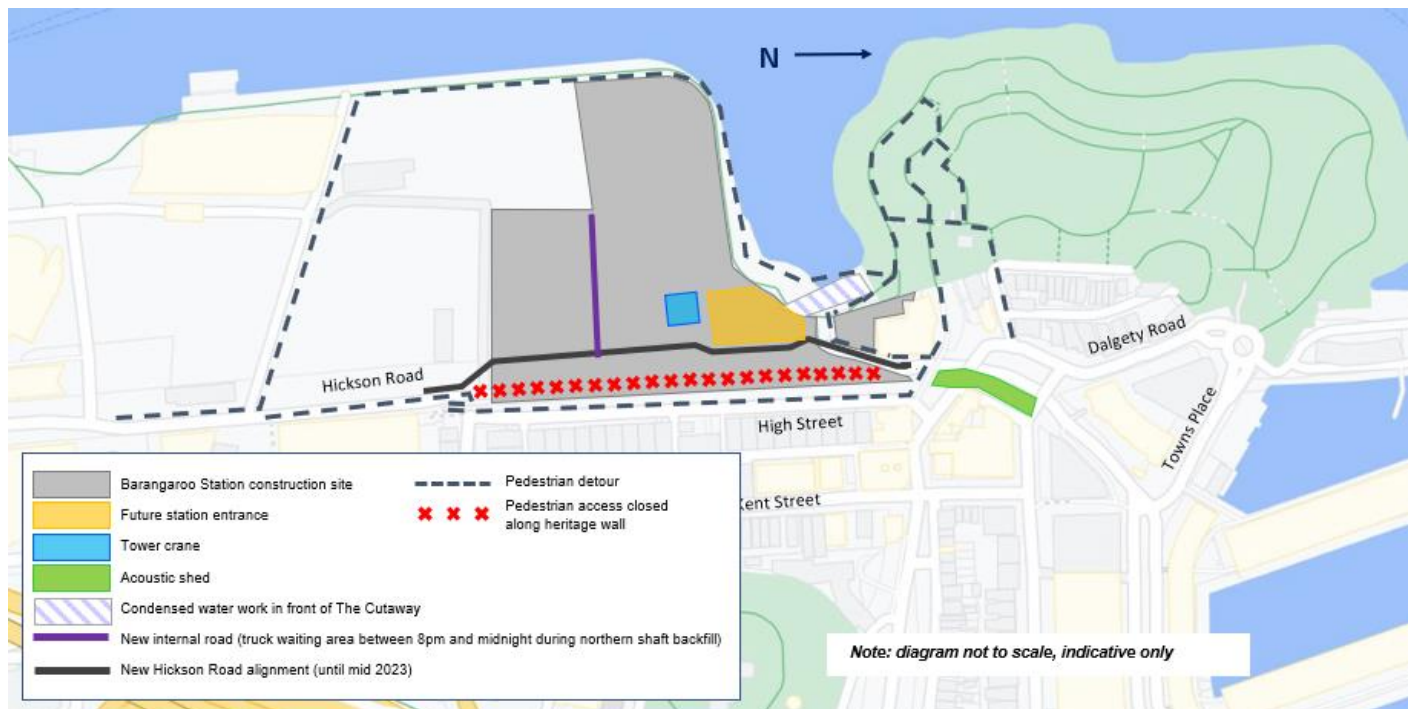 N
Hickson Road
Dalgety Road
High Street
Towns Place
Kent Street
Barangaroo Station construction site
Future station entrance
Tower crane
Acoustic shed
Condensed water work in front of The Cutaway
New internal road (truck waiting area between 8pm and midnight during northern shaft backfill)
New Hickson Road alignment (until mid 2023)
Pedestrian detour
Pedestrian access closed
along heritage wall
Note: diagram not to scale, indicative only